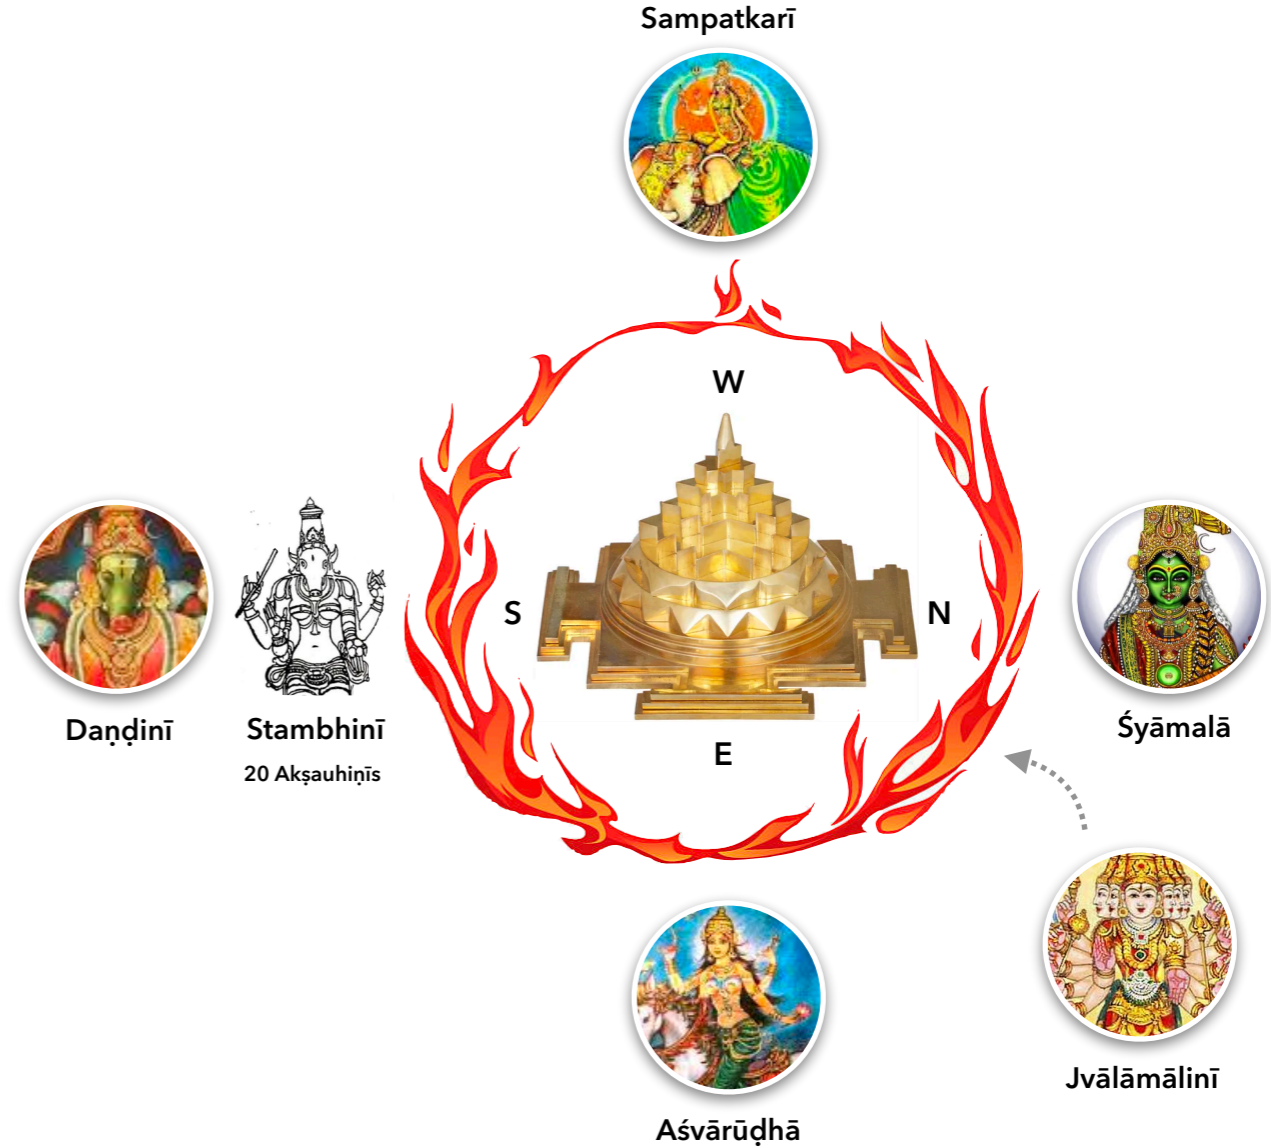 Sampatkarī
W
S
N
Daṇḍinī
Stambhinī
Śyāmalā
E
20 Akṣauhiṇīs
Jvālāmālinī
Aśvārūḍhā